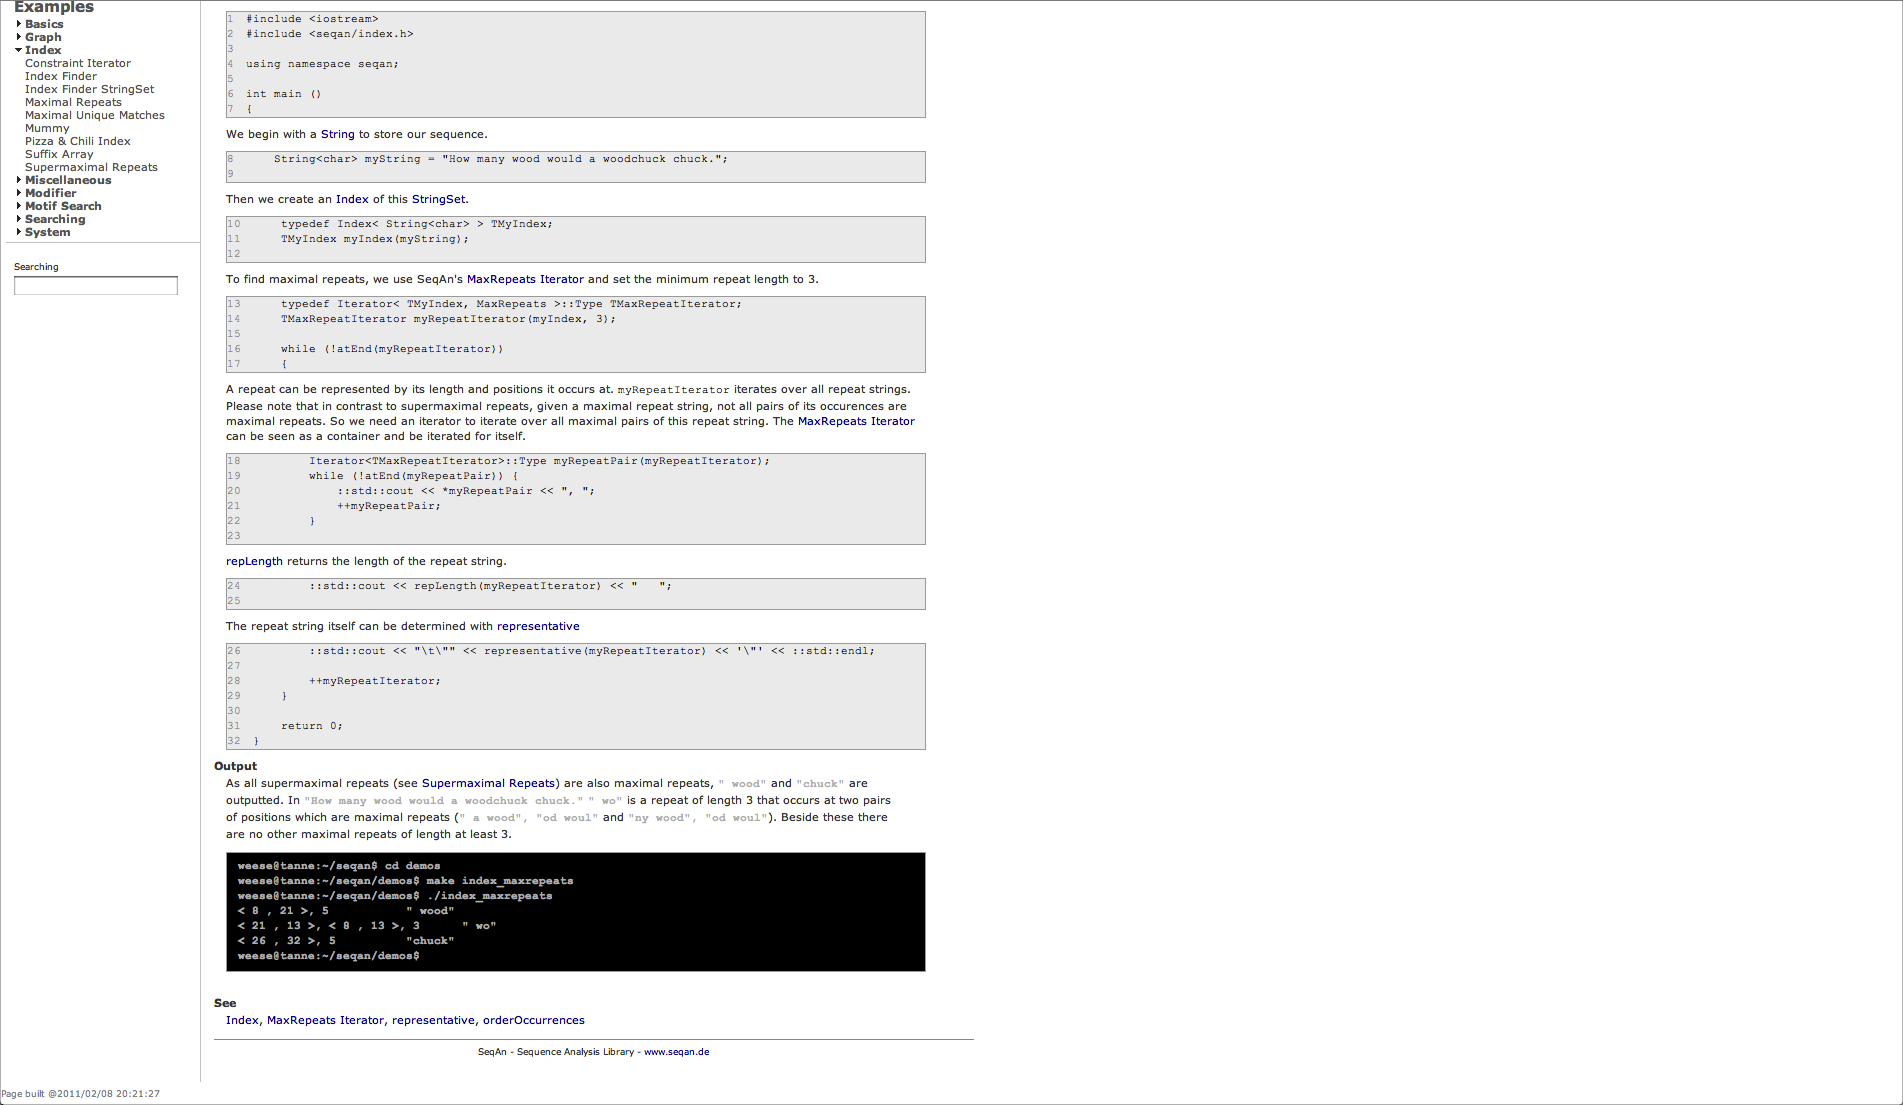 Examples
Basics
Graph
Index
Constraint Iterator
Index Finder
Index Finder StringSet
Maximal Repeats
Maximal Unique Matches
Mummy
Pizza & Chili Index
Suffix Array
Supermaximal Repeats
Miscellaneous
Modifier
Motif Search
Searching
System
Searching
1 #include <iostream>
2 #include <seqan/index.h>
3
4 using namespace seqan;
5
6 int main ()
7 {
We begin with a String to store our sequence.
8     String<char> myString = "How many wood would a woodchuck chuck.";
9
Then we create an Index of this StringSet.
10     typedef Index< String<char> > TMyIndex;
11     TMyIndex myIndex(myString);
12
To find maximal repeats, we use SeqAn's MaxRepeats Iterator and set the minimum repeat length to 3.
13     typedef Iterator< TMyIndex, MaxRepeats >::Type TMaxRepeatIterator;
14     TMaxRepeatIterator myRepeatIterator(myIndex, 3);
15
16     while (!atEnd(myRepeatIterator))
17     {
A repeat can be represented by its length and positions it occurs at. myRepeatIterator iterates over all repeat strings.
Please note that in contrast to supermaximal repeats, given a maximal repeat string, not all pairs of its occurences are
maximal repeats. So we need an iterator to iterate over all maximal pairs of this repeat string. The MaxRepeats Iterator
can be seen as a container and be iterated for itself.
18         Iterator<TMaxRepeatIterator>::Type myRepeatPair(myRepeatIterator);
19         while (!atEnd(myRepeatPair)) {
20             ::std::cout << *myRepeatPair << ", ";
21             ++myRepeatPair;
22         }
23
repLength returns the length of the repeat string.
24         ::std::cout << repLength(myRepeatIterator) << "   ";
25
The repeat string itself can be determined with representative
26         ::std::cout << "\t\"" << representative(myRepeatIterator) << '\"' << ::std::endl;
27
28         ++myRepeatIterator;
29     }
30
31     return 0;
32 }
Output
As all supermaximal repeats (see Supermaximal Repeats) are also maximal repeats, " wood" and "chuck" are
outputted. In "How many wood would a woodchuck chuck." " wo" is a repeat of length 3 that occurs at two pairs
of positions which are maximal repeats (" a wood", "od woul" and "ny wood", "od woul"). Beside these there
are no other maximal repeats of length at least 3.
weese@tanne:~/seqan$ cd demos
weese@tanne:~/seqan/demos$ make index_maxrepeats
weese@tanne:~/seqan/demos$ ./index_maxrepeats
< 8 , 21 >, 5           " wood"
< 21 , 13 >, < 8 , 13 >, 3      " wo"
< 26 , 32 >, 5          "chuck"
weese@tanne:~/seqan/demos$
See
Index, MaxRepeats Iterator, representative, orderOccurrences
SeqAn - Sequence Analysis Library - www.seqan.de
Page built @2011/02/08 20:21:27